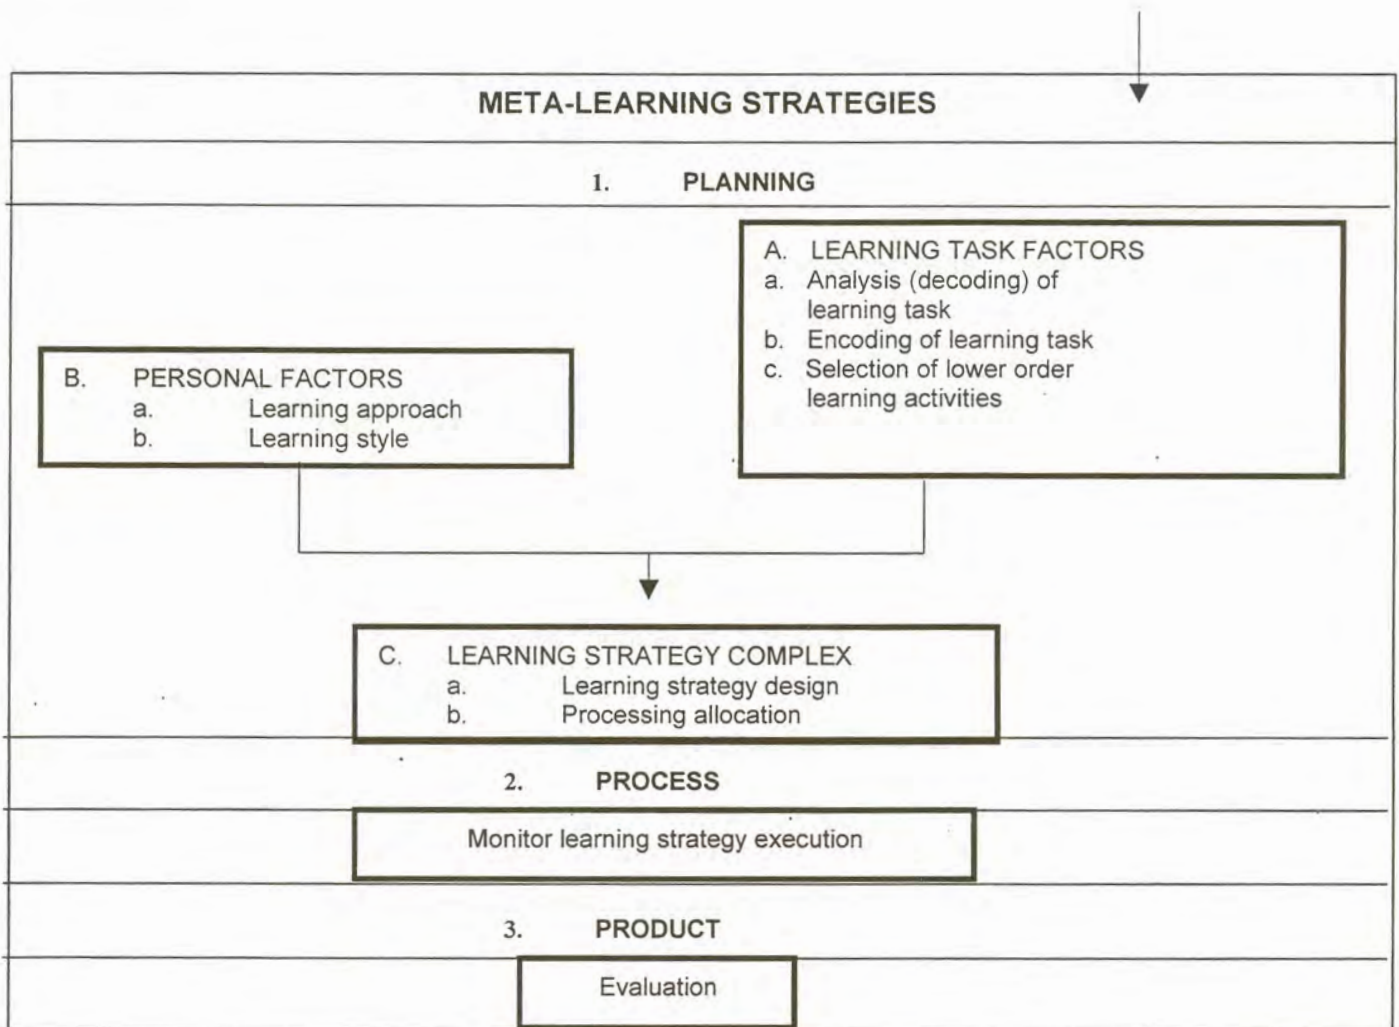 META-LEARNING STRATEGIES
1. PLANNING
A. LEARNING TASK FACTORS
a. Analysis (decoding) of
learning task
b. Encoding of learning task
c. Selection of lower order
learning activities
B. PERSONAL FACTORS
a. Learning approach
b. Learning style
C. LEARNING STRATEGY COMPLEX
a. Learning strategy design
b. Processing allocation
2. PROCESS
Monitor learning strategy execution
3. PRODUCT
Evaluation